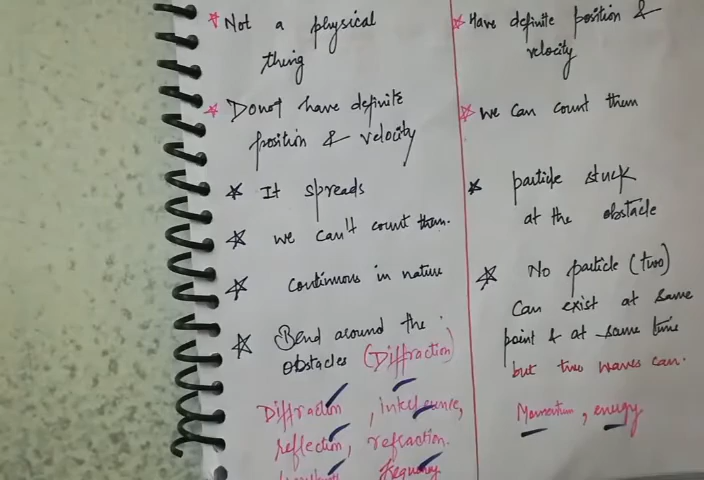 Not a physical
thing
Donot have definite
position & velocity
It spreads
we can't count them.
continuous in nature
Bend around the
obstacles (Diffraction)
Diffraction, interference,
reflection, refraction.
Have definite position &
velocity
we can count them
particle stuck
at the obstacle
No particle (two)
can exist at same
point & at same time
but two waves can.
Momentum, energy